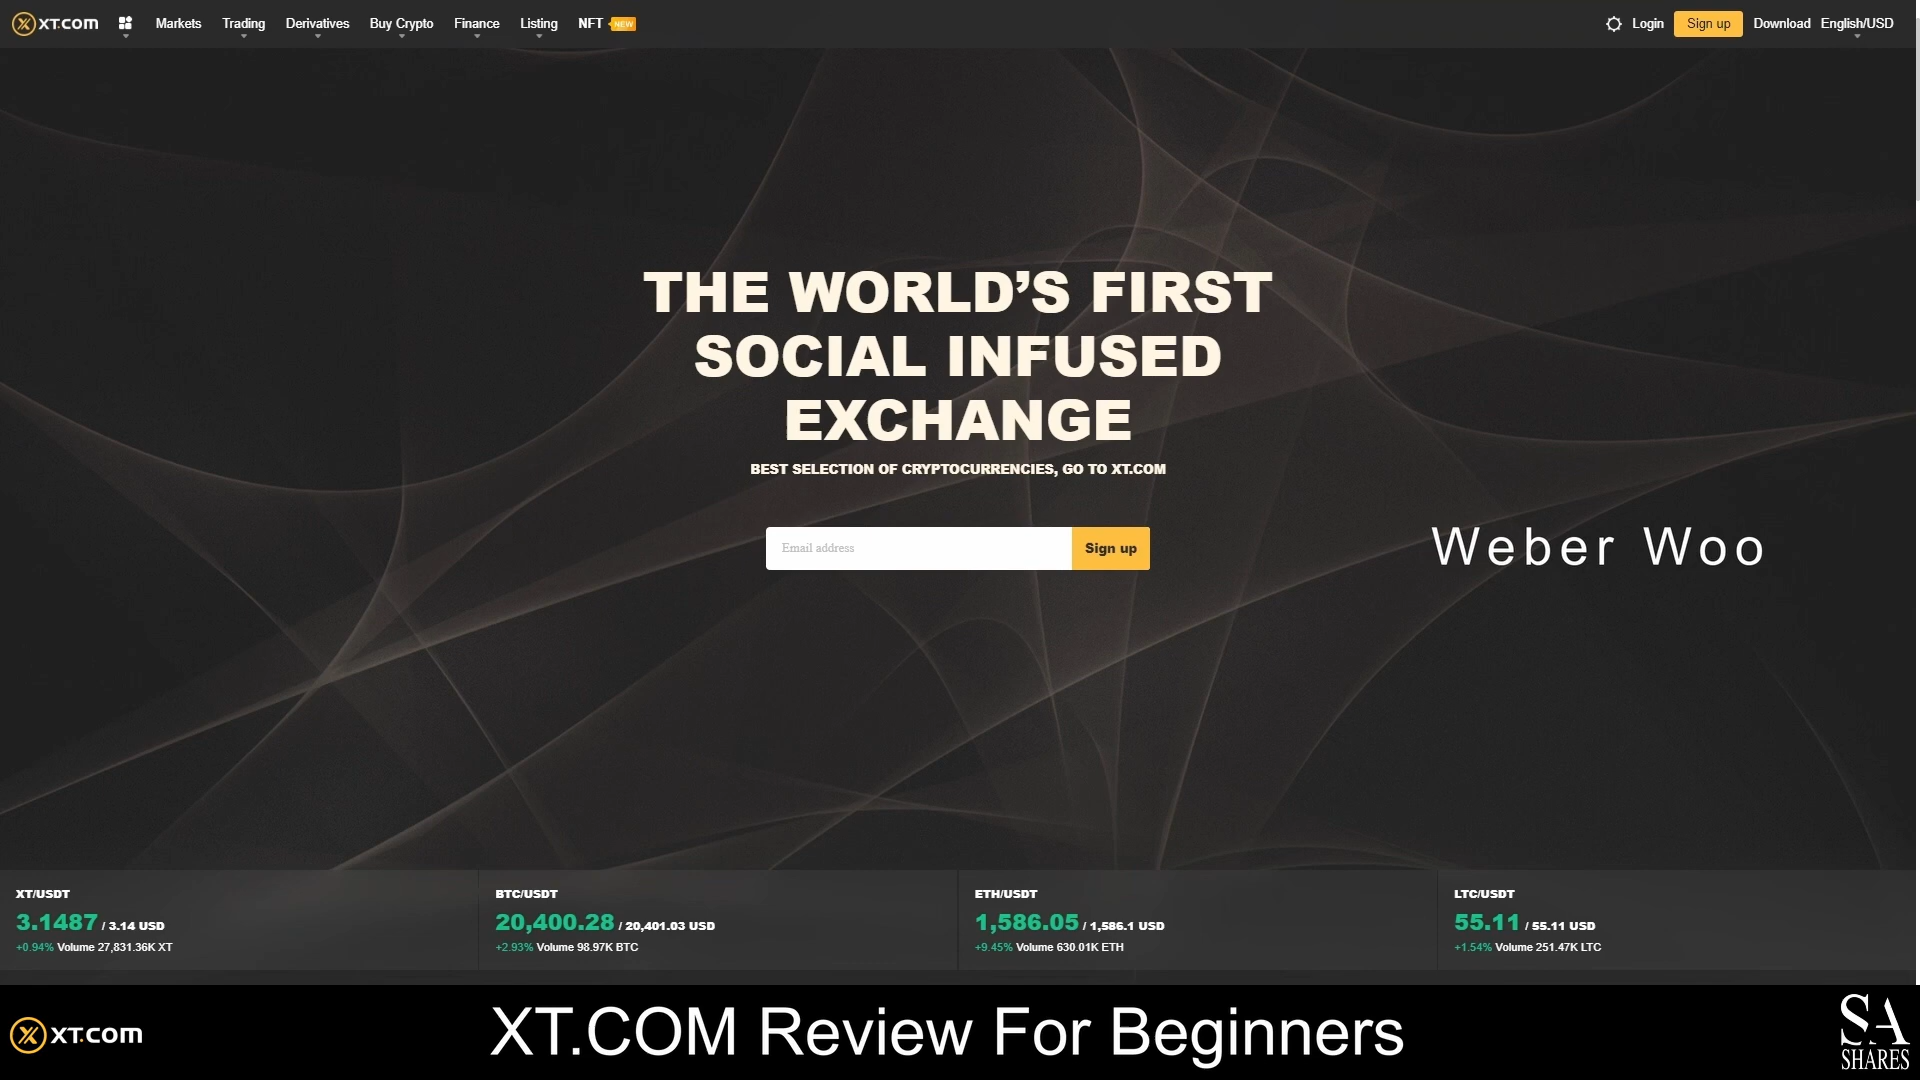 XT.COM Markets Trading Derivatives Buy Crypto Finance Listing NFT NEW Login Sign up Download English/USD
THE WORLD’S FIRST
SOCIAL INFUSED
EXCHANGE
BEST SELECTION OF CRYPTOCURRENCIES, GO TO XT.COM
Email address Sign up
Weber Woo
XT/USDT
3.1487 / 3.14 USD
+0.94% Volume 27,831.36K XT
BTC/USDT
20,400.28 / 20,401.03 USD
+2.93% Volume 98.97K BTC
ETH/USDT
1,586.05 / 1,586.1 USD
+9.45% Volume 630.01K ETH
LTC/USDT
55.11 / 55.11 USD
+1.54% Volume 251.47K LTC
XT.COM
XT.COM Review For Beginners
SA
SHARES